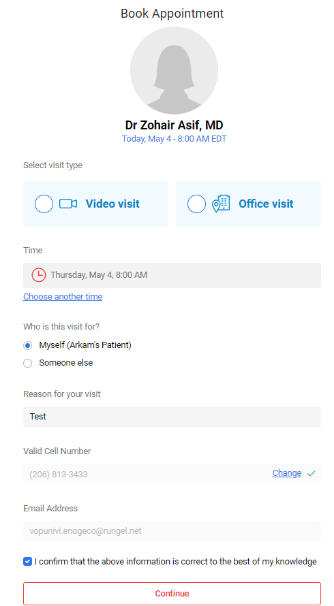 Book Appointment
Dr Zohair Asif, MD
Today, May 4 - 8:00 AM EDT
Select visit type
Video visit
Office visit
Time
Thursday, May 4, 8:00 AM
Choose another time
Who is this visit for?
Myself (Arkam's Patient)
Someone else
Reason for your visit
Test
Valid Cell Number
(206) 813-3433
Change
Email Address
vopunivi.enogeco@rungel.net
I confirm that the above information is correct to the best of my knowledge
Continue